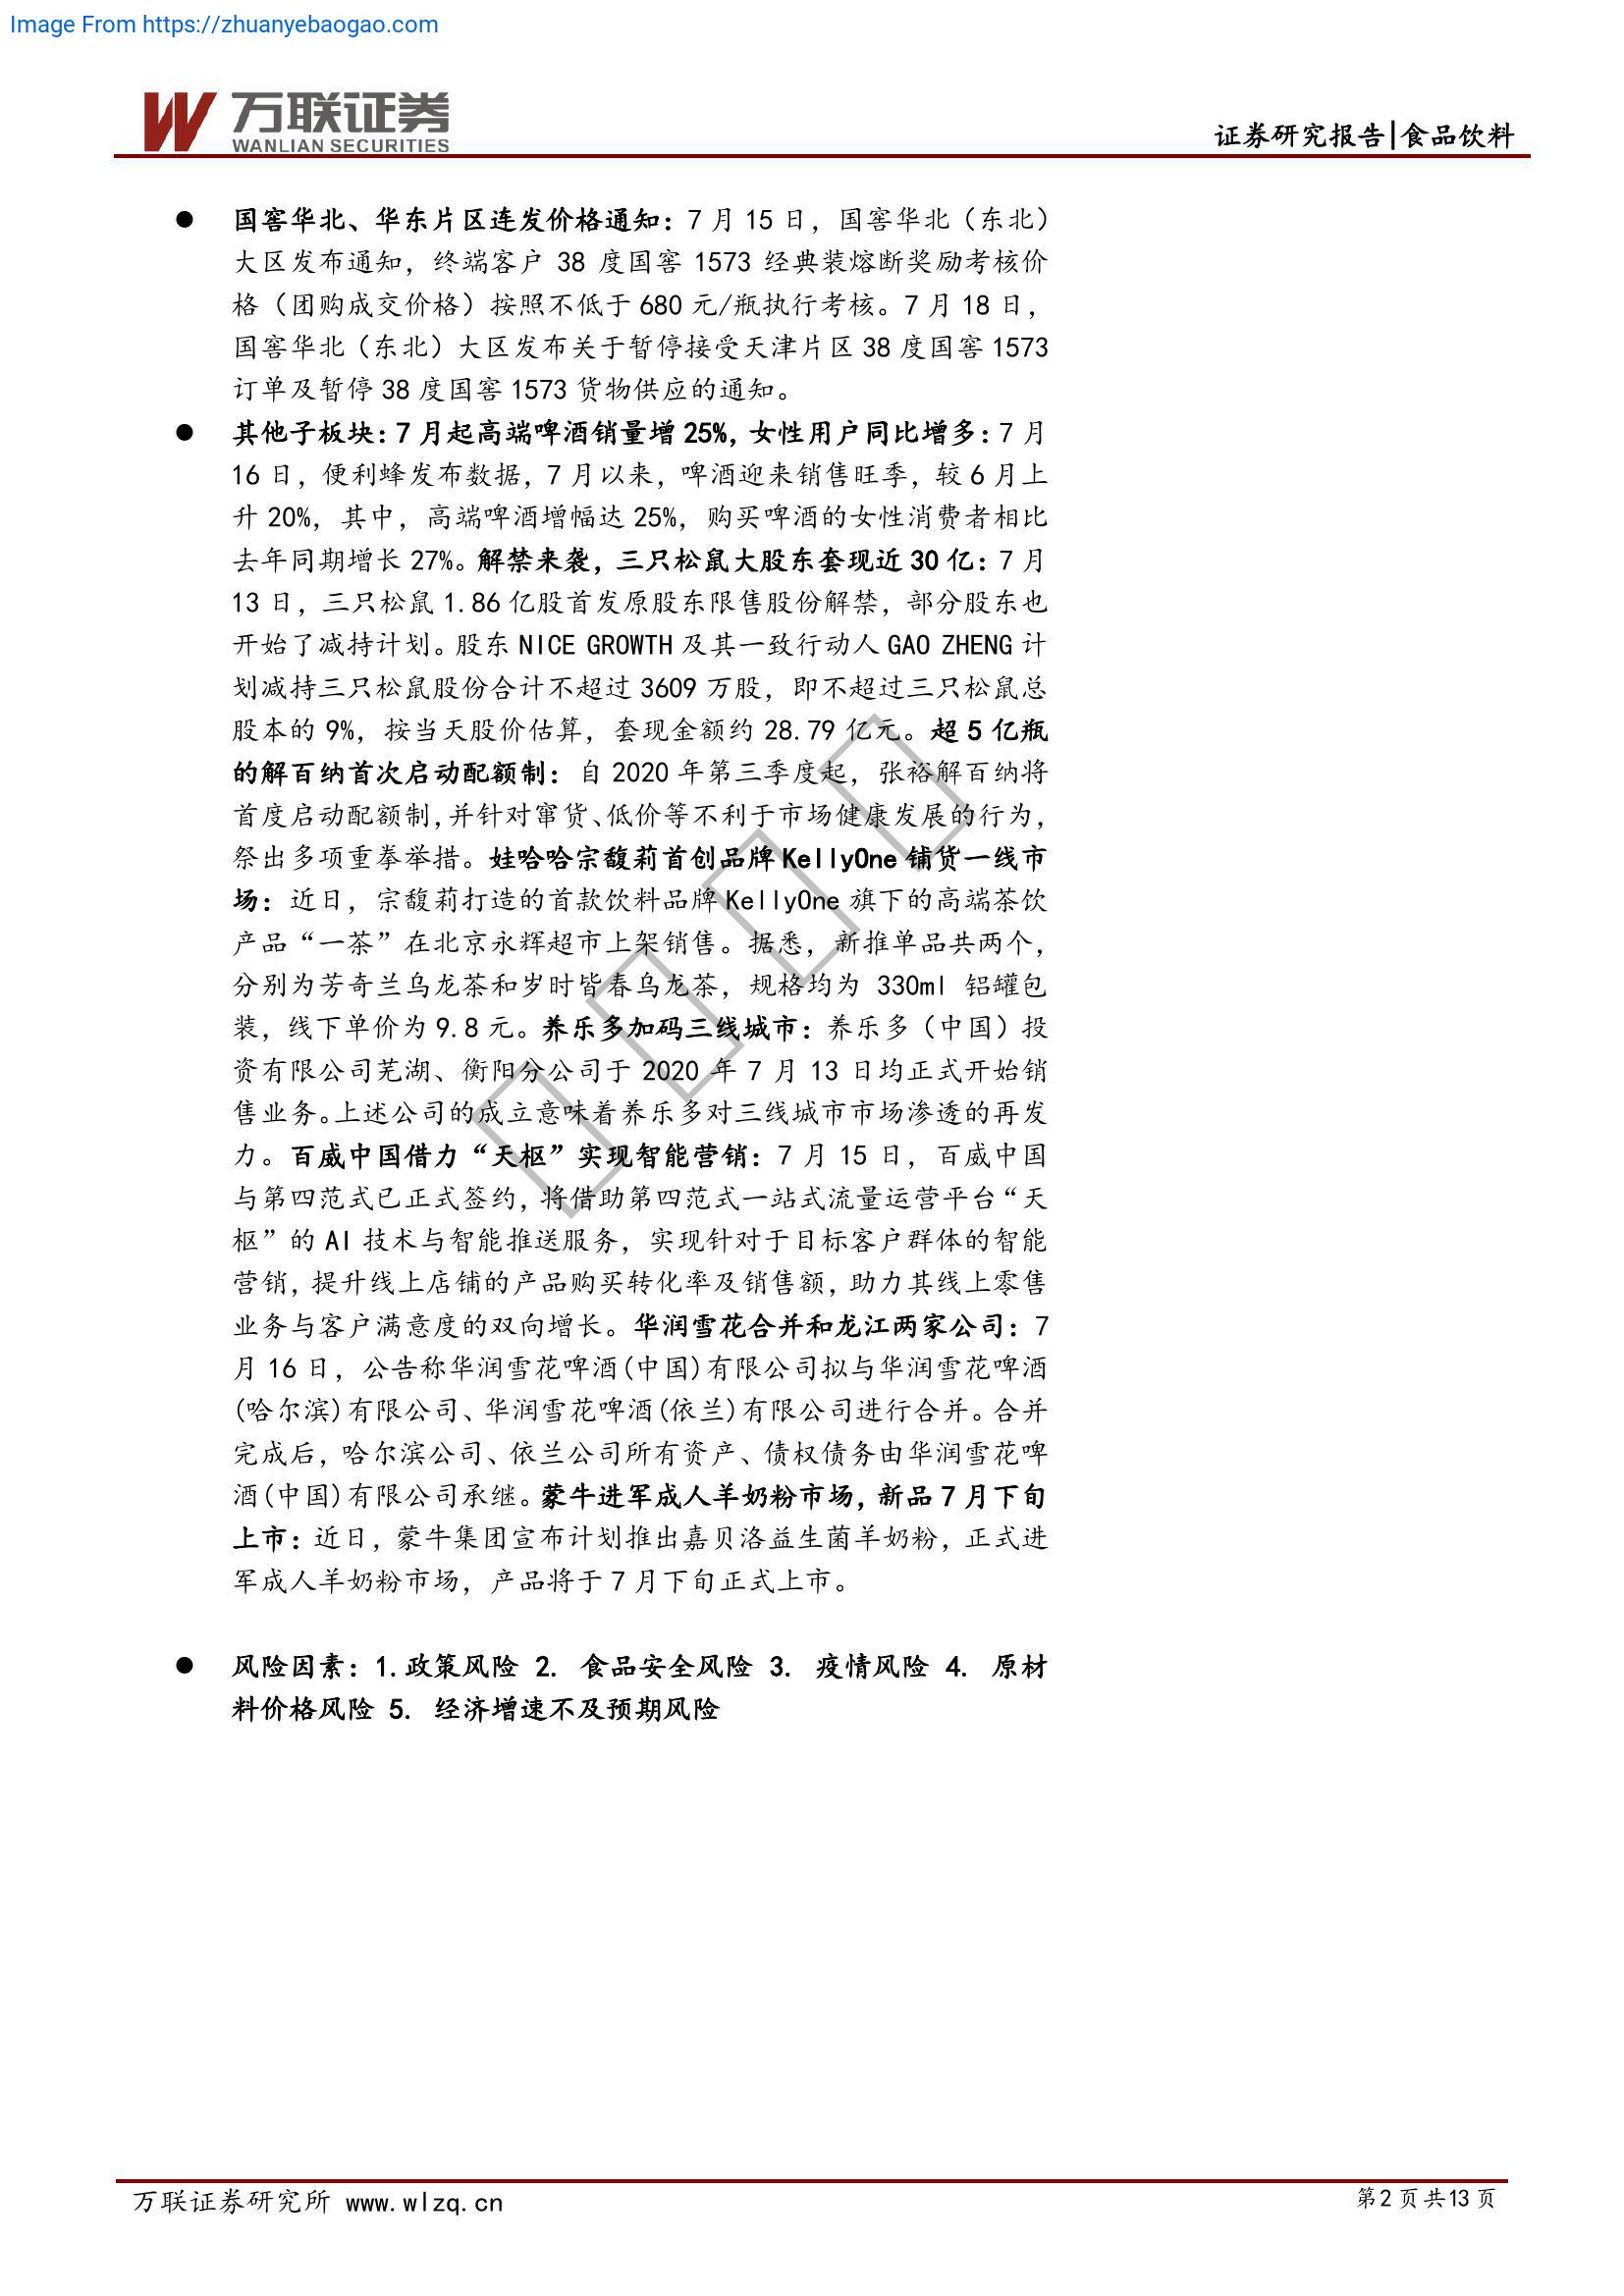 Image From https://zhuanyebaogao.com
万联证券
WANLIAN SECURITIES
证券研究报告|食品饮料
● 国窖华北、华东片区连发价格通知：7 月 15 日，国窖华北（东北）
大区发布通知，终端客户 38 度国窖 1573 经典装熔断奖励考核价
格（团购成交价格）按照不低于 680 元/瓶执行考核。7 月 18 日，
国窖华北（东北）大区发布关于暂停接受天津片区 38 度国窖 1573
订单及暂停 38 度国窖 1573 货物供应的通知。
● 其他子板块：7 月起高端啤酒销量增 25%，女性用户同比增多：7 月
16 日，便利蜂发布数据，7 月以来，啤酒迎来销售旺季，较 6 月上
升 20%，其中，高端啤酒增幅达 25%，购买啤酒的女性消费者相比
去年同期增长 27%。解禁来袭，三只松鼠大股东套现近 30 亿：7 月
13 日，三只松鼠 1.86 亿股首发原股东限售股份解禁，部分股东也
开始了减持计划。股东 NICE GROWTH 及其一致行动人 GAO ZHENG 计
划减持三只松鼠股份合计不超过 3609 万股，即不超过三只松鼠总
股本的 9%，按当天股价估算，套现金额约 28.79 亿元。超 5 亿瓶
的解百纳首次启动配额制：自 2020 年第三季度起，张裕解百纳将
首度启动配额制，并针对窜货、低价等不利于市场健康发展的行为，
祭出多项重拳举措。娃哈哈宗馥莉首创品牌 KellyOne 铺货一线市
场：近日，宗馥莉打造的首款饮料品牌 KellyOne 旗下的高端茶饮
产品“一茶”在北京永辉超市上架销售。据悉，新推单品共两个，
分别为芳奇兰乌龙茶和岁时皆春乌龙茶，规格均为 330ml 铝罐包
装，线下单价为 9.8 元。养乐多加码三线城市：养乐多（中国）投
资有限公司芜湖、衡阳分公司于 2020 年 7 月 13 日均正式开始销
售业务。上述公司的成立意味着养乐多对三线城市市场渗透的再发
力。百威中国借力“天枢”实现智能营销：7 月 15 日，百威中国
与第四范式已正式签约，将借助第四范式一站式流量运营平台“天
枢”的 AI 技术与智能推送服务，实现针对于目标客户群体的智能
营销，提升线上店铺的产品购买转化率及销售额，助力其线上零售
业务与客户满意度的双向增长。华润雪花合并和龙江两家公司：7
月 16 日，公告称华润雪花啤酒(中国)有限公司拟与华润雪花啤酒
(哈尔滨)有限公司、华润雪花啤酒(依兰)有限公司进行合并。合并
完成后，哈尔滨公司、依兰公司所有资产、债权债务由华润雪花啤
酒(中国)有限公司承继。蒙牛进军成人羊奶粉市场，新品 7 月下旬
上市：近日，蒙牛集团宣布计划推出嘉贝洛益生菌羊奶粉，正式进
军成人羊奶粉市场，产品将于 7 月下旬正式上市。
● 风险因素：1.政策风险 2. 食品安全风险 3. 疫情风险 4. 原材
料价格风险 5. 经济增速不及预期风险
万联证券研究所 www.wlzq.cn
第 2 页 共 13 页